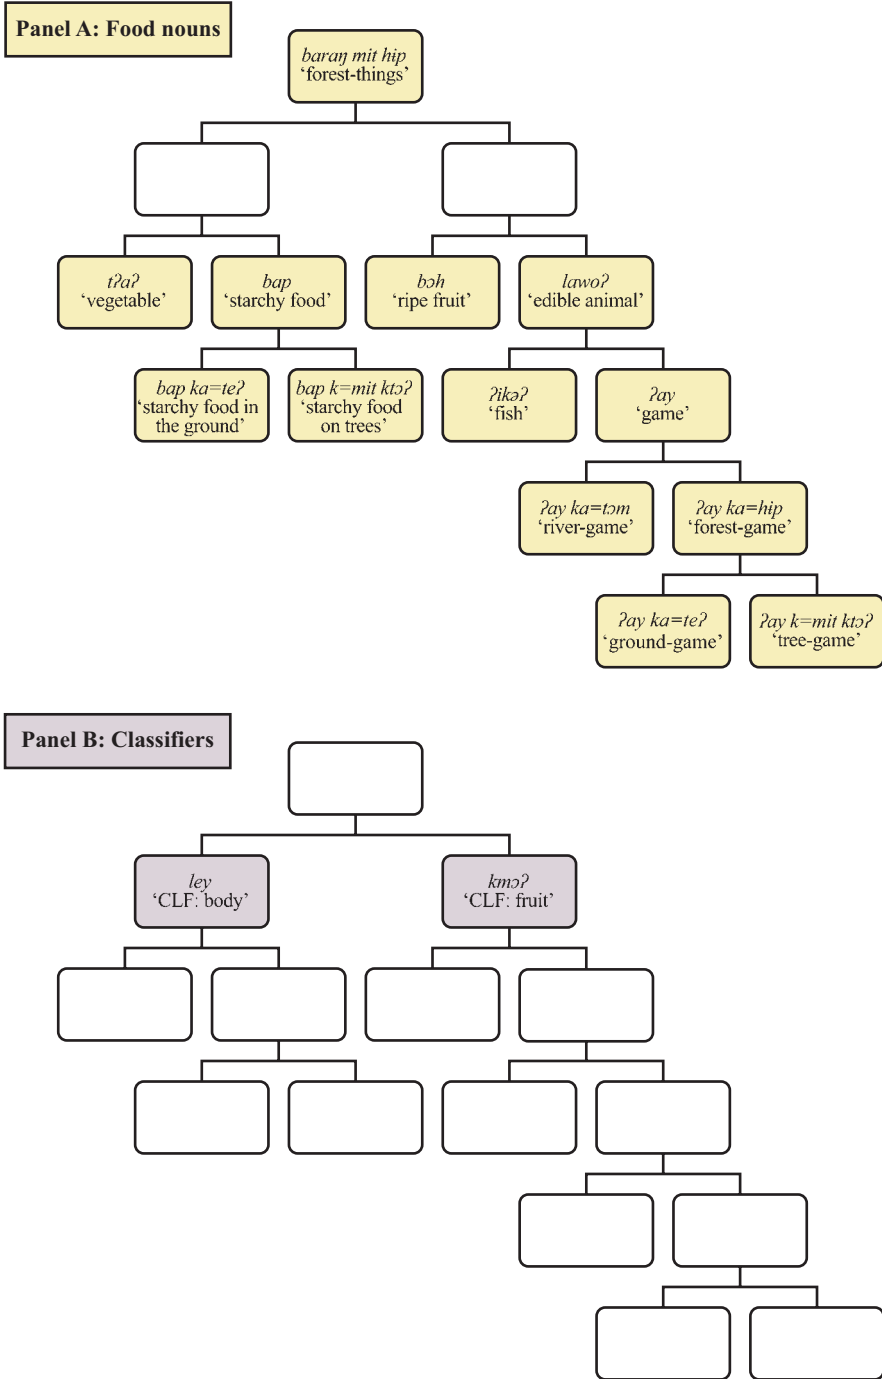 Panel A: Food nouns
baraŋ mit hɨp
‘forest-things’
tʔaʔ
‘vegetable’
bap
‘starchy food’
bɔh
‘ripe fruit’
lawoʔ
‘edible animal’
bap ka=teʔ
‘starchy food in
the ground’
bap k=mit ktɔʔ
‘starchy food
on trees’
ʔikəʔ
‘fish’
ʔay
‘game’
ʔay ka=tɔm
‘river-game’
ʔay ka=hɨp
‘forest-game’
ʔay ka=teʔ
‘ground-game’
ʔay k=mit ktɔʔ
‘tree-game’
Panel B: Classifiers
ley
‘CLF: body’
kmɔʔ
‘CLF: fruit’